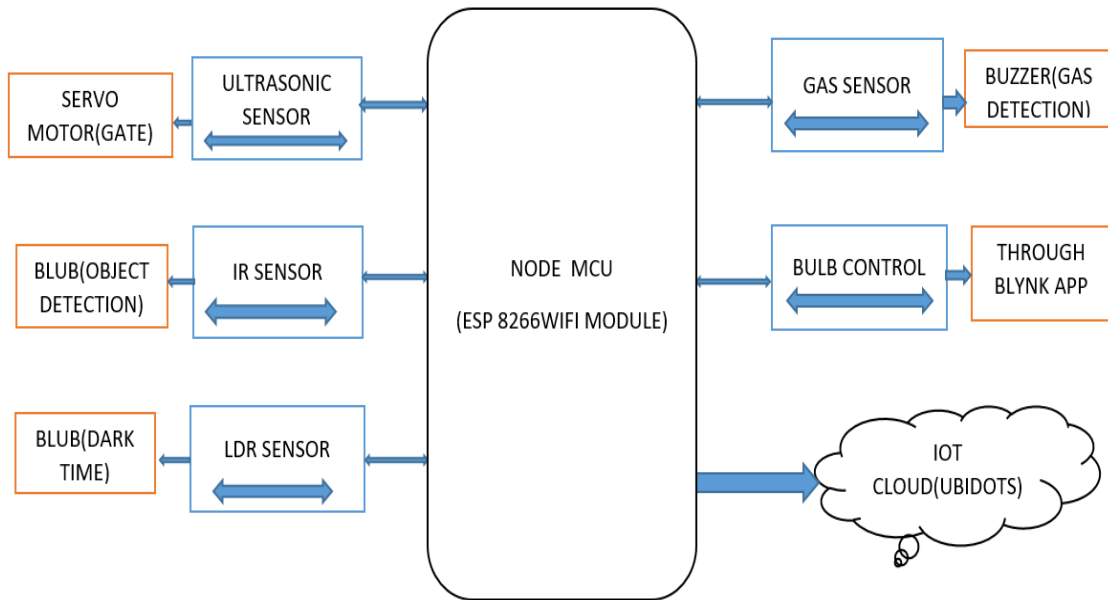 SERVO
MOTOR(GATE)
ULTRASONIC
SENSOR
BLUB(OBJECT
DETECTION)
IR SENSOR
BLUB(DARK
TIME)
LDR SENSOR
NODE MCU
(ESP 8266WIFI MODULE)
GAS SENSOR
BUZZER(GAS
DETECTION)
BULB CONTROL
THROUGH
BLYNK APP
IOT
CLOUD(UBIDOTS)